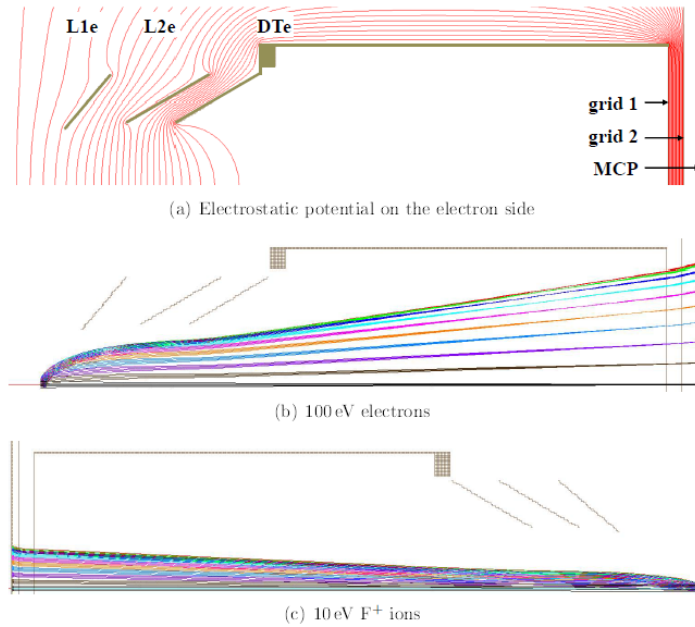 L1e L2e DTe
grid 1
grid 2
MCP
(a) Electrostatic potential on the electron side
(b) 100 eV electrons
(c) 10 eV F⁺ ions